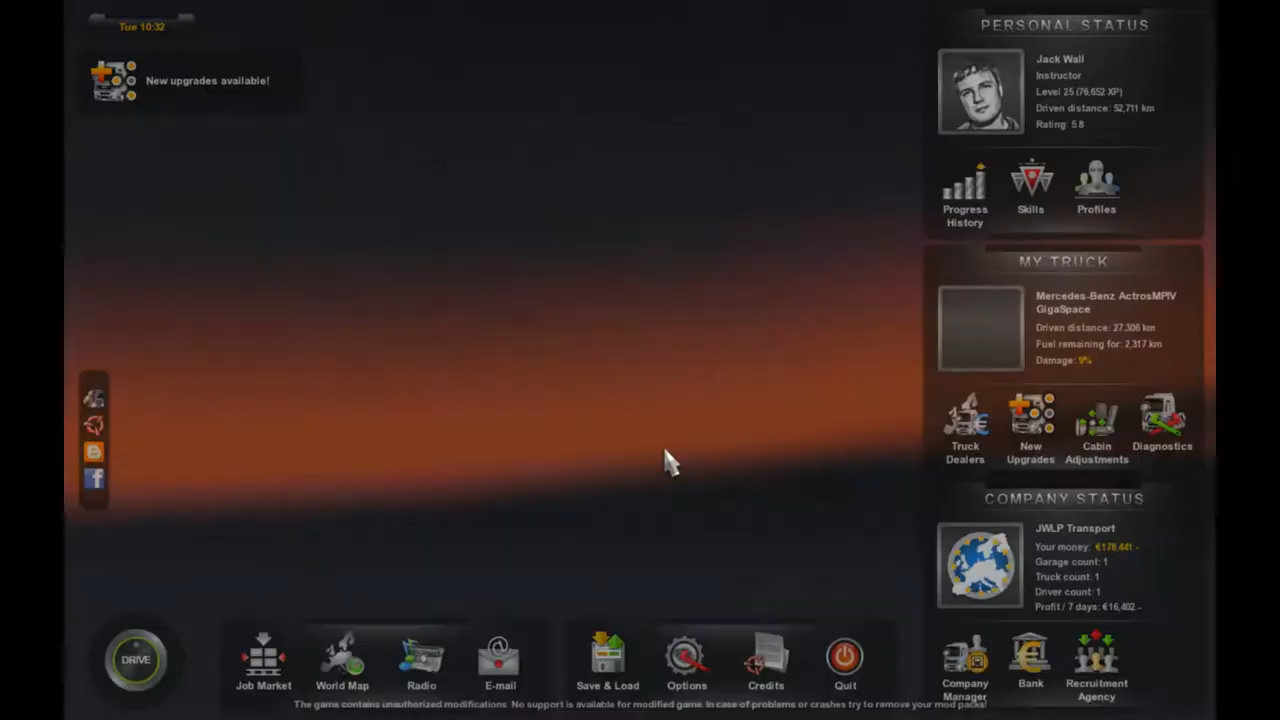 Tue 10:32
New upgrades available!
PERSONAL STATUS
Jack Wall
Instructor
Level 25 (76,652 XP)
Driven distance: 52,711 km
Rating: 5.8
Progress
History
Skills
Profiles
MY TRUCK
Mercedes-Benz ActrosMPIV
GigaSpace
Driven distance: 27,306 km
Fuel remaining for: 2,317 km
Damage: 9%
Truck
Dealers
New
Upgrades
Cabin
Adjustments
Diagnostics
COMPANY STATUS
JWLP Transport
Your money: €178,441.-
Garage count: 1
Truck count: 1
Driver count: 1
Profit / 7 days: €16,402.-
Company
Manager
Bank
Recruitment
Agency
DRIVE
Job Market
World Map
Radio
E-mail
Save & Load
Options
Credits
Quit
The game contains unauthorized modifications. No support is available for modified game. In case of problems or crashes try to remove your mod packs!